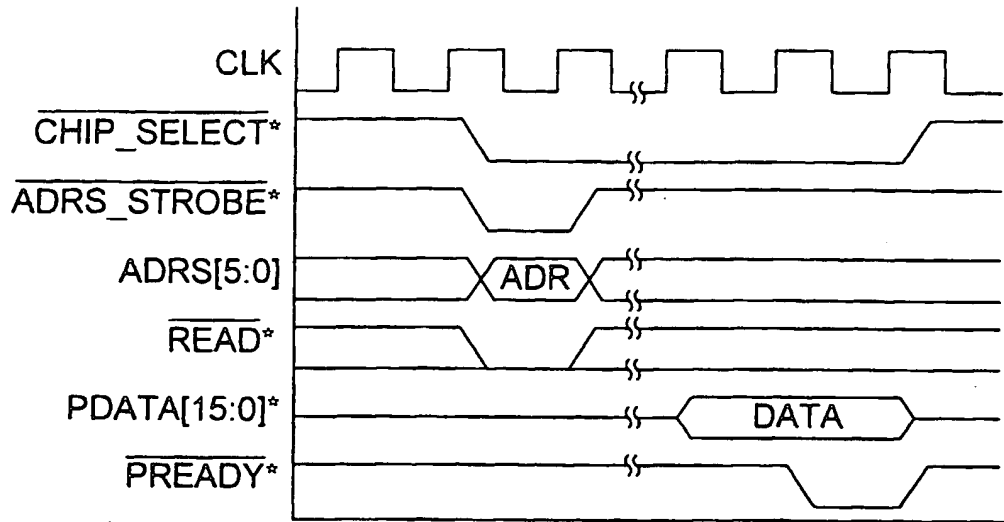 CLK
CHIP_SELECT*
ADRS_STROBE*
ADRS[5:0]
ADR
READ*
PDATA[15:0]*
DATA
PREADY*